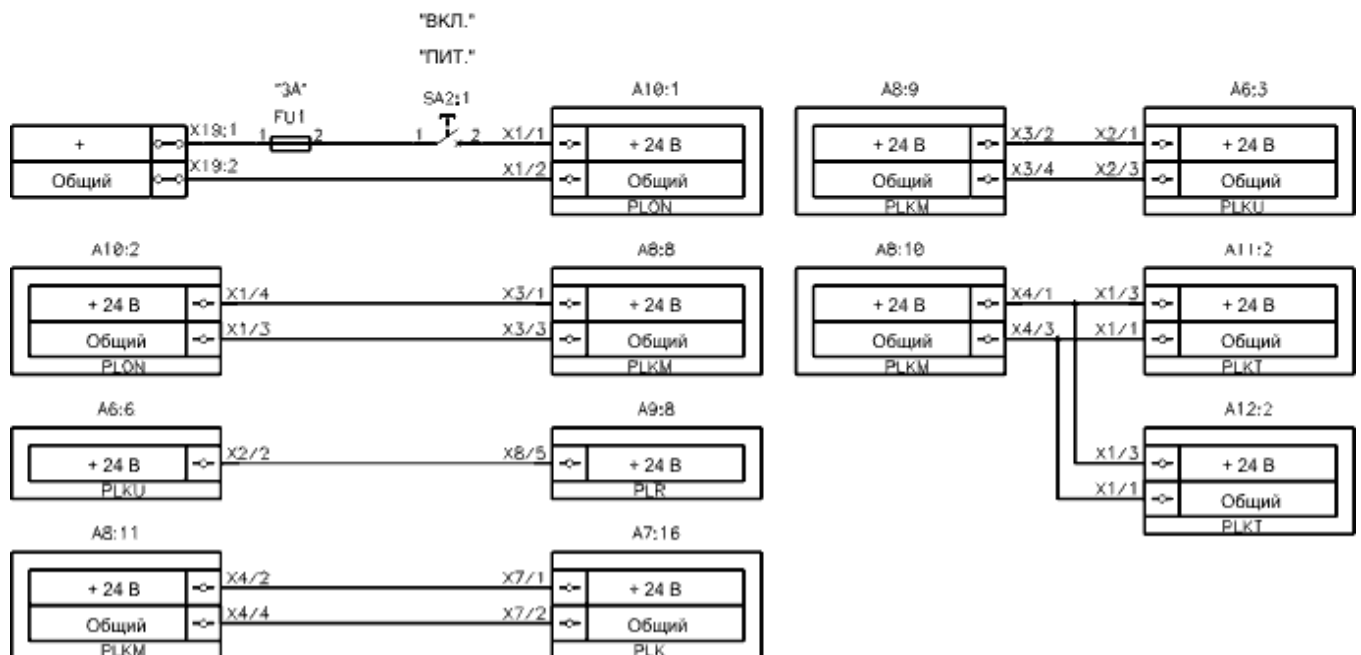 "ВКЛ."
"ПИТ."
"3А"
FU1
SA2:1
A10:1
A8:9
A6:3
+
X19:1
1
2
1
2
X1/1
+ 24 В
+ 24 В
X3/2
X2/1
+ 24 В
Общий
X19:2
X1/2
Общий
Общий
X3/4
X2/3
Общий
PLON
PLKM
PLKU
A10:2
A8:8
A8:10
A11:2
+ 24 В
X1/4
X3/1
+ 24 В
+ 24 В
X4/1
X1/3
+ 24 В
Общий
X1/3
X3/3
Общий
Общий
X4/3
X1/1
Общий
PLON
PLKM
PLKM
PLKT
A6:6
A9:8
A12:2
+ 24 В
X2/2
X8/5
+ 24 В
X1/3
+ 24 В
PLKU
PLR
X1/1
Общий
PLKT
A8:11
A7:16
+ 24 В
X4/2
X7/1
+ 24 В
Общий
X4/4
X7/2
Общий
PLKM
PLK